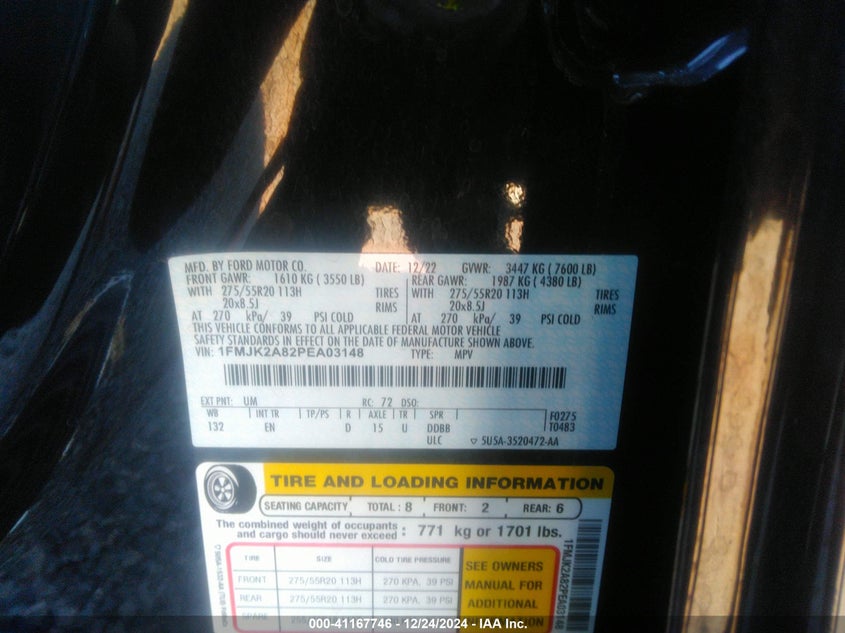 MFD. BY FORD MOTOR CO. DATE: 12/22 GVWR: 3447 KG ( 7600 LB)
FRONT GAWR: 1610 KG ( 3550 LB) REAR GAWR: 1987 KG ( 4380 LB)
WITH 275/55R20 113H TIRES WITH 275/55R20 113H TIRES
20x8.5J RIMS 20x8.5J RIMS
AT 270 kPa/ 39 PSI COLD AT 270 kPa/ 39 PSI COLD
THIS VEHICLE CONFORMS TO ALL APPLICABLE FEDERAL MOTOR VEHICLE
SAFETY STANDARDS IN EFFECT ON THE DATE OF MANUFACTURE SHOWN ABOVE.
VIN: 1FMJK2A82PEA03148 TYPE: MPV
EXT PNT: UM RC: 72 DSO:
WB INT TR TP/PS R AXLE TR SPR F0275
132 EN D 15 U DDBB T0483
ULC 5U5A-3520472-AA
TIRE AND LOADING INFORMATION
SEATING CAPACITY TOTAL : 8 FRONT: 2 REAR: 6
The combined weight of occupants
and cargo should never exceed : 771 kg or 1701 lbs.
TIRE SIZE COLD TIRE PRESSURE SEE OWNERS
FRONT 275/55R20 113H 270 KPA, 39 PSI MANUAL FOR
REAR 275/55R20 113H 270 KPA, 39 PSI ADDITIONAL
SPARE
1FMJK2A82PEA03148
000-41167746 - 12/24/2024 - IAA Inc.